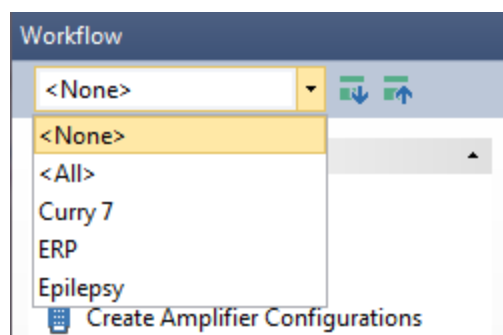 Workflow
<None>
<None>
<All>
Curry 7
ERP
Epilepsy
Create Amplifier Configurations